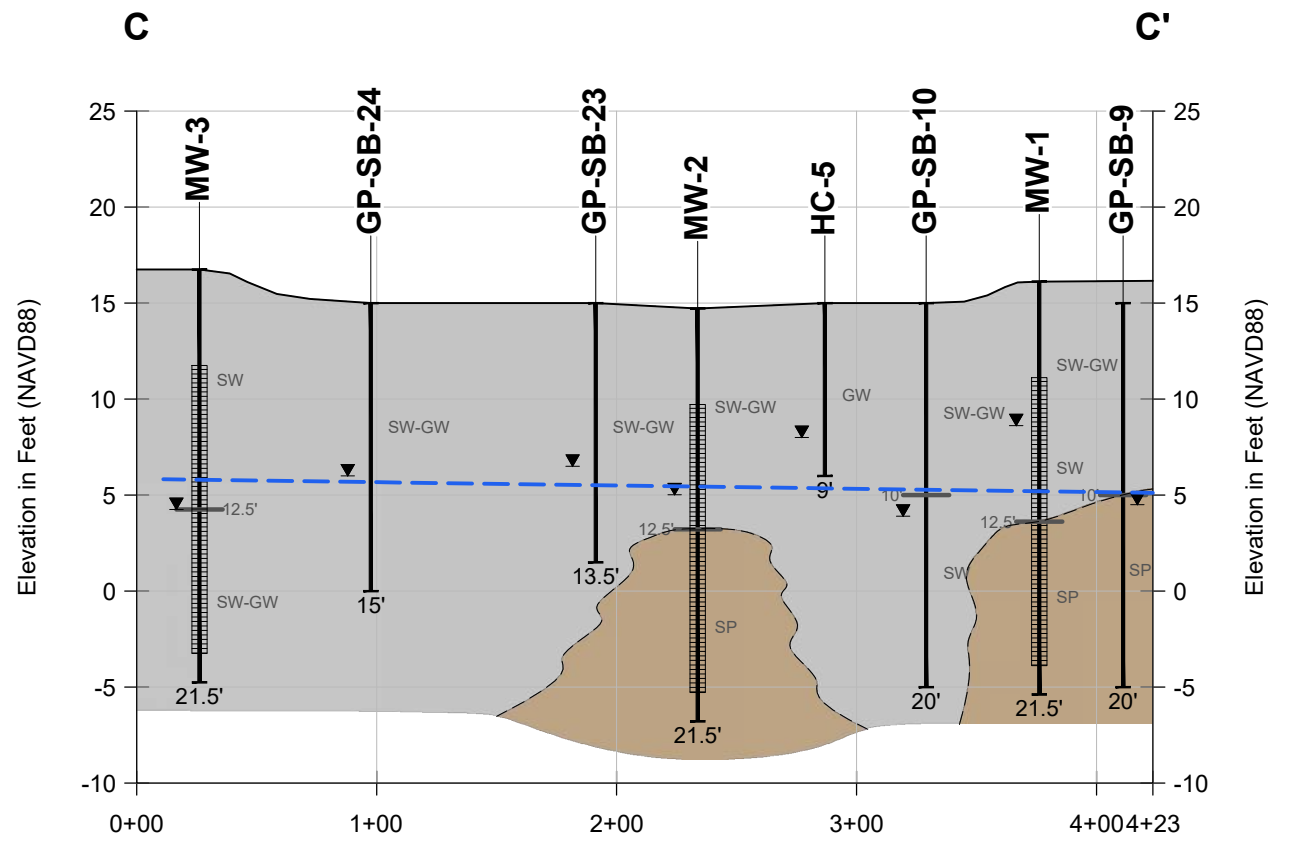 C C'
MW-3
GP-SB-24
GP-SB-23
MW-2
HC-5
GP-SB-10
MW-1
GP-SB-9
25 25
20 20
15 15
10 10
5 5
0 0
-5 -5
-10 -10
Elevation in Feet (NAVD88)
Elevation in Feet (NAVD88)
SW
12.5'
SW-GW
21.5'
SW-GW
15'
SW-GW
13.5'
SW-GW
12.5'
SP
21.5'
GW
9'
SW-GW
10'
SW
20'
SW-GW
SW
12.5'
SP
21.5'
10'
SP
20'
0+00 1+00 2+00 3+00 4+00 4+23